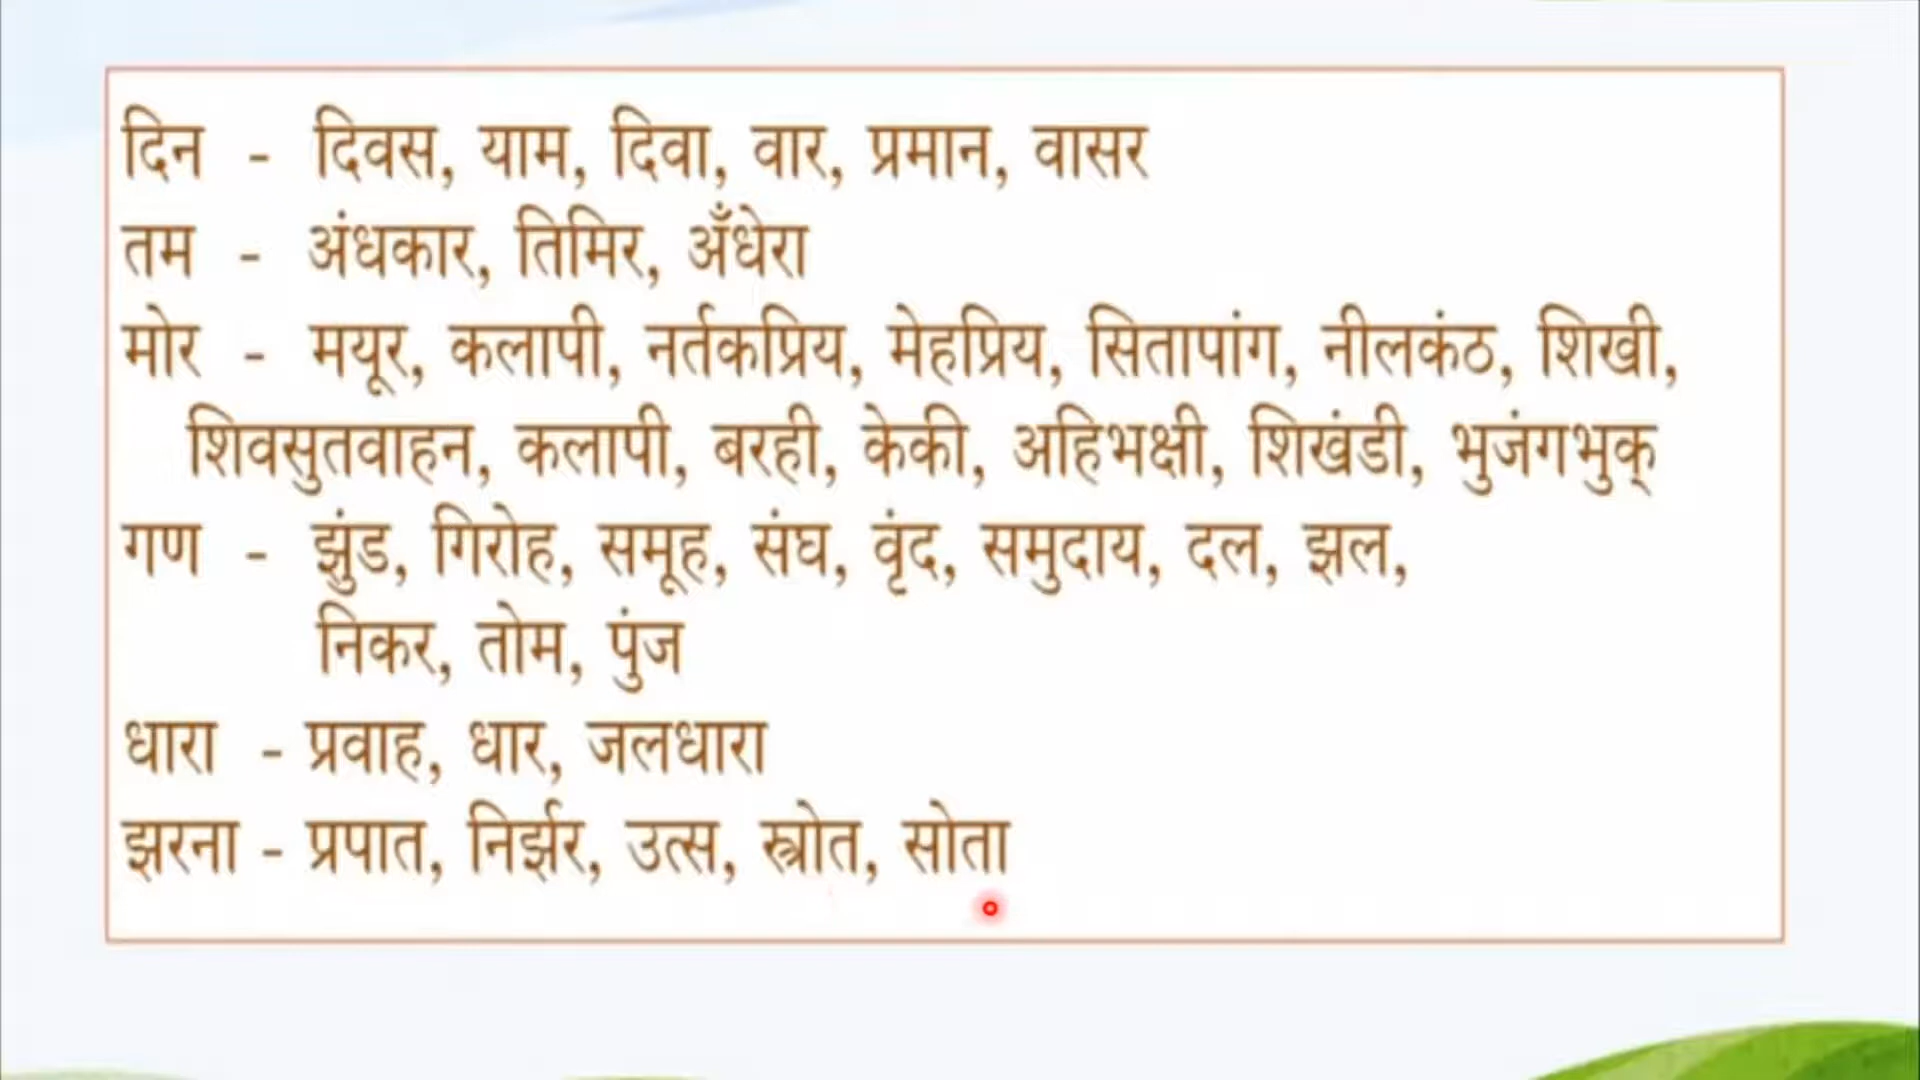 दिन - दिवस, याम, दिवा, वार, प्रमान, वासर
तम - अंधकार, तिमिर, अँधेरा
मोर - मयूर, कलापी, नर्तकप्रिय, मेहप्रिय, सितापांग, नीलकंठ, शिखी,
शिवसुतवाहन, कलापी, बरही, केकी, अहिभक्षी, शिखंडी, भुजंगभुक्
गण - झुंड, गिरोह, समूह, संघ, वृंद, समुदाय, दल, झल,
निकर, तोम, पुंज
धारा - प्रवाह, धार, जलधारा
झरना - प्रपात, निर्झर, उत्स, स्त्रोत, सोता